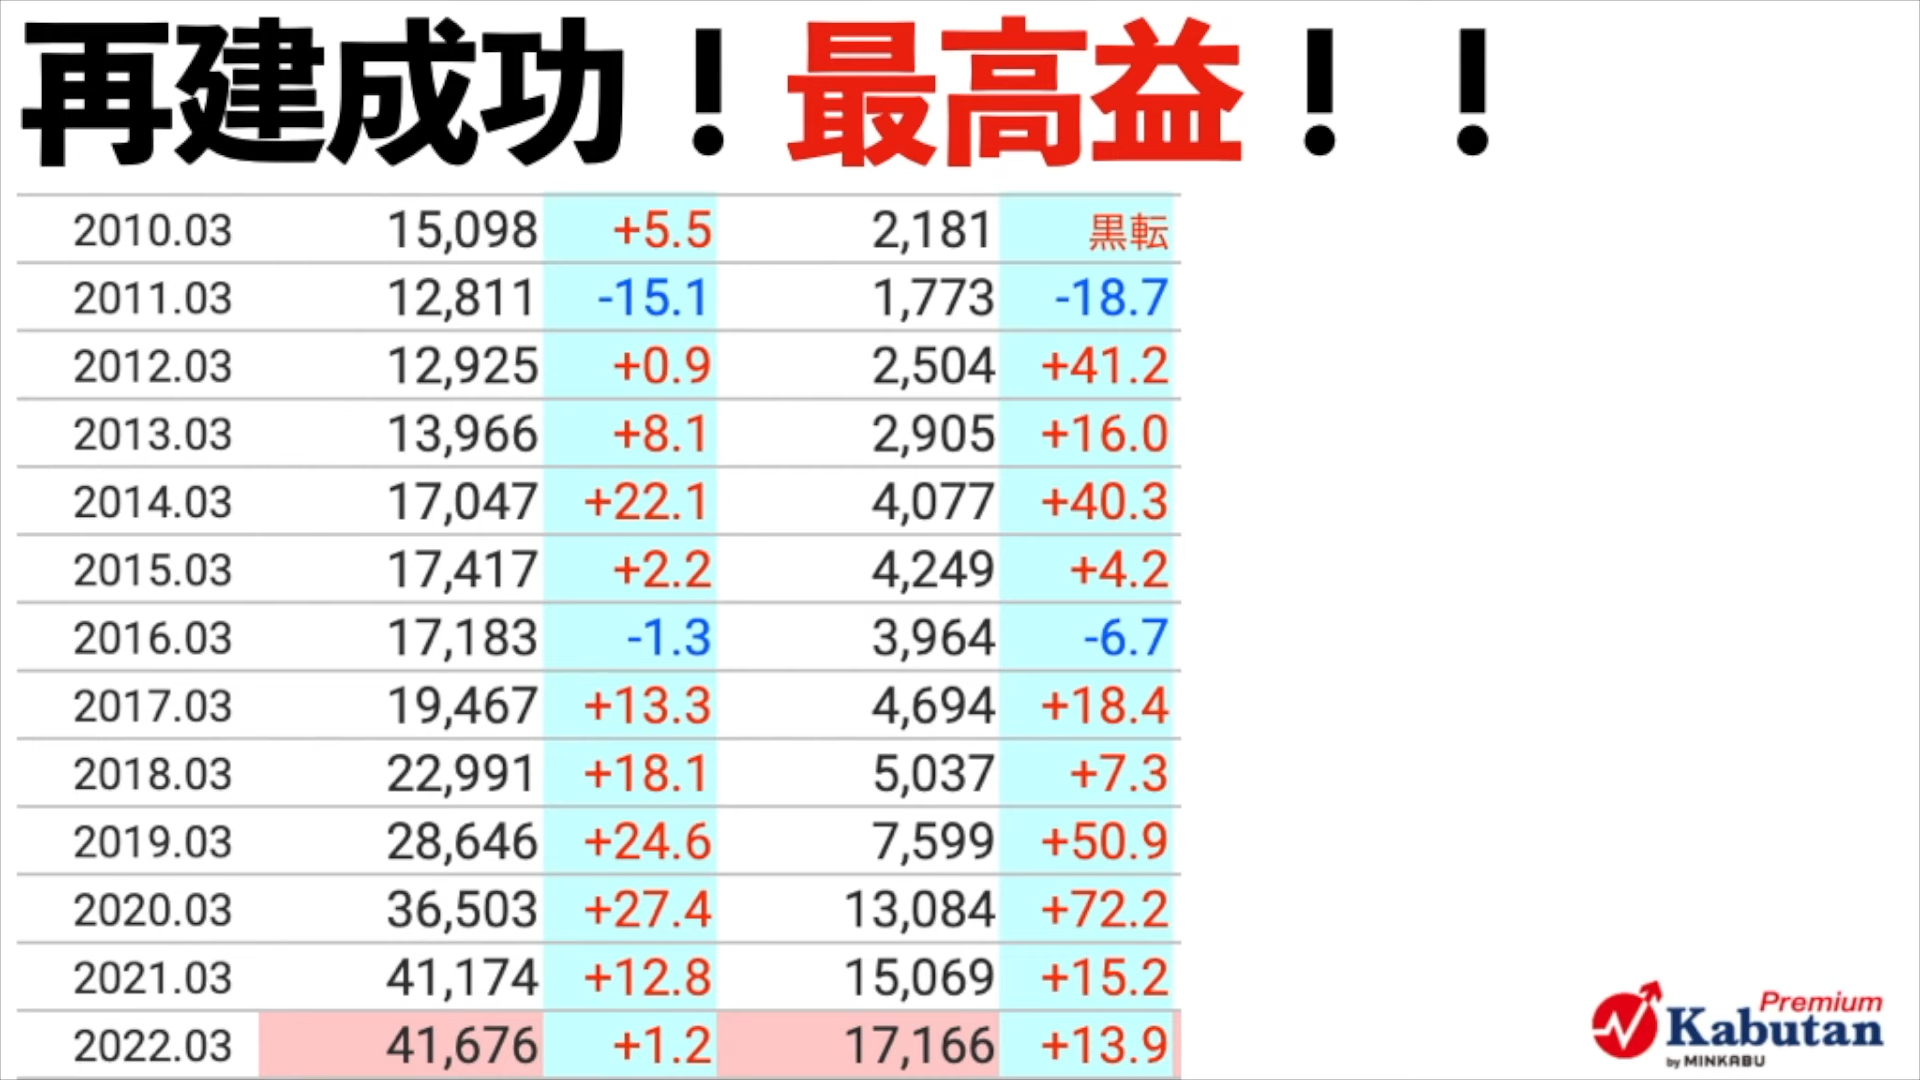 再建成功！最高益！！
2010.03 15,098 +5.5 2,181 黒転
2011.03 12,811 -15.1 1,773 -18.7
2012.03 12,925 +0.9 2,504 +41.2
2013.03 13,966 +8.1 2,905 +16.0
2014.03 17,047 +22.1 4,077 +40.3
2015.03 17,417 +2.2 4,249 +4.2
2016.03 17,183 -1.3 3,964 -6.7
2017.03 19,467 +13.3 4,694 +18.4
2018.03 22,991 +18.1 5,037 +7.3
2019.03 28,646 +24.6 7,599 +50.9
2020.03 36,503 +27.4 13,084 +72.2
2021.03 41,174 +12.8 15,069 +15.2
2022.03 41,676 +1.2 17,166 +13.9
Premium
Kabutan
by MINKABU